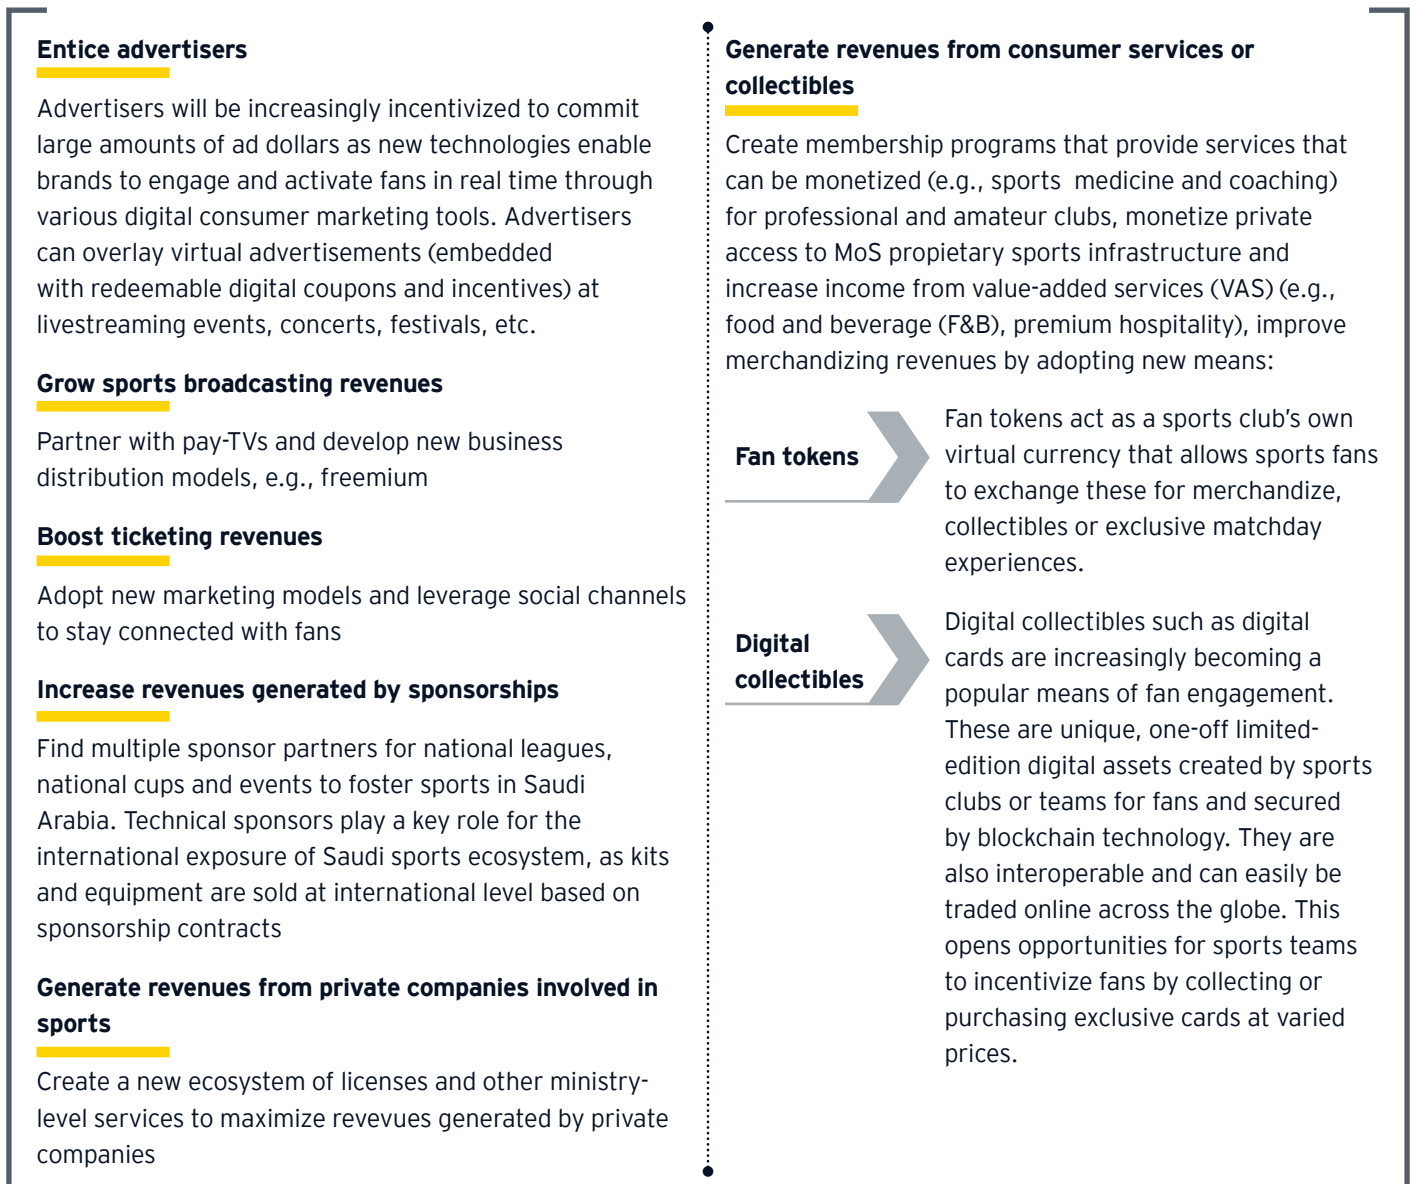 Entice advertisers
Advertisers will be increasingly incentivized to commit
large amounts of ad dollars as new technologies enable
brands to engage and activate fans in real time through
various digital consumer marketing tools. Advertisers
can overlay virtual advertisements (embedded
with redeemable digital coupons and incentives) at
livestreaming events, concerts, festivals, etc.
Grow sports broadcasting revenues
Partner with pay-TVs and develop new business
distribution models, e.g., freemium
Boost ticketing revenues
Adopt new marketing models and leverage social channels
to stay connected with fans
Increase revenues generated by sponsorships
Find multiple sponsor partners for national leagues,
national cups and events to foster sports in Saudi
Arabia. Technical sponsors play a key role for the
international exposure of Saudi sports ecosystem, as kits
and equipment are sold at international level based on
sponsorship contracts
Generate revenues from private companies involved in
sports
Create a new ecosystem of licenses and other ministry-
level services to maximize revevues generated by private
companies
Generate revenues from consumer services or
collectibles
Create membership programs that provide services that
can be monetized (e.g., sports  medicine and coaching)
for professional and amateur clubs, monetize private
access to MoS propietary sports infrastructure and
increase income from value-added services (VAS) (e.g.,
food and beverage (F&B), premium hospitality), improve
merchandizing revenues by adopting new means:
Fan tokens
Fan tokens act as a sports club's own
virtual currency that allows sports fans
to exchange these for merchandize,
collectibles or exclusive matchday
experiences.
Digital
collectibles
Digital collectibles such as digital
cards are increasingly becoming a
popular means of fan engagement.
These are unique, one-off limited-
edition digital assets created by sports
clubs or teams for fans and secured
by blockchain technology. They are
also interoperable and can easily be
traded online across the globe. This
opens opportunities for sports teams
to incentivize fans by collecting or
purchasing exclusive cards at varied
prices.